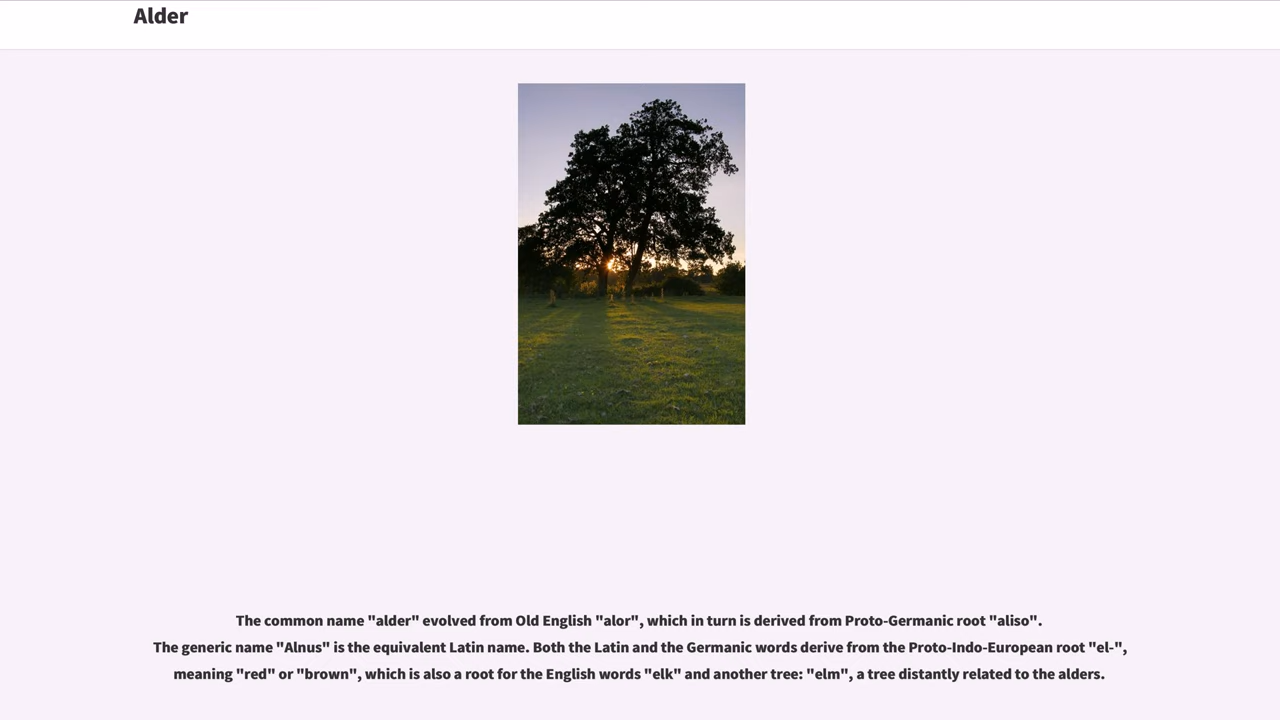 Alder
The common name "alder" evolved from Old English "alor", which in turn is derived from Proto-Germanic root "aliso".
The generic name "Alnus" is the equivalent Latin name. Both the Latin and the Germanic words derive from the Proto-Indo-European root "el-",
meaning "red" or "brown", which is also a root for the English words "elk" and another tree: "elm", a tree distantly related to the alders.